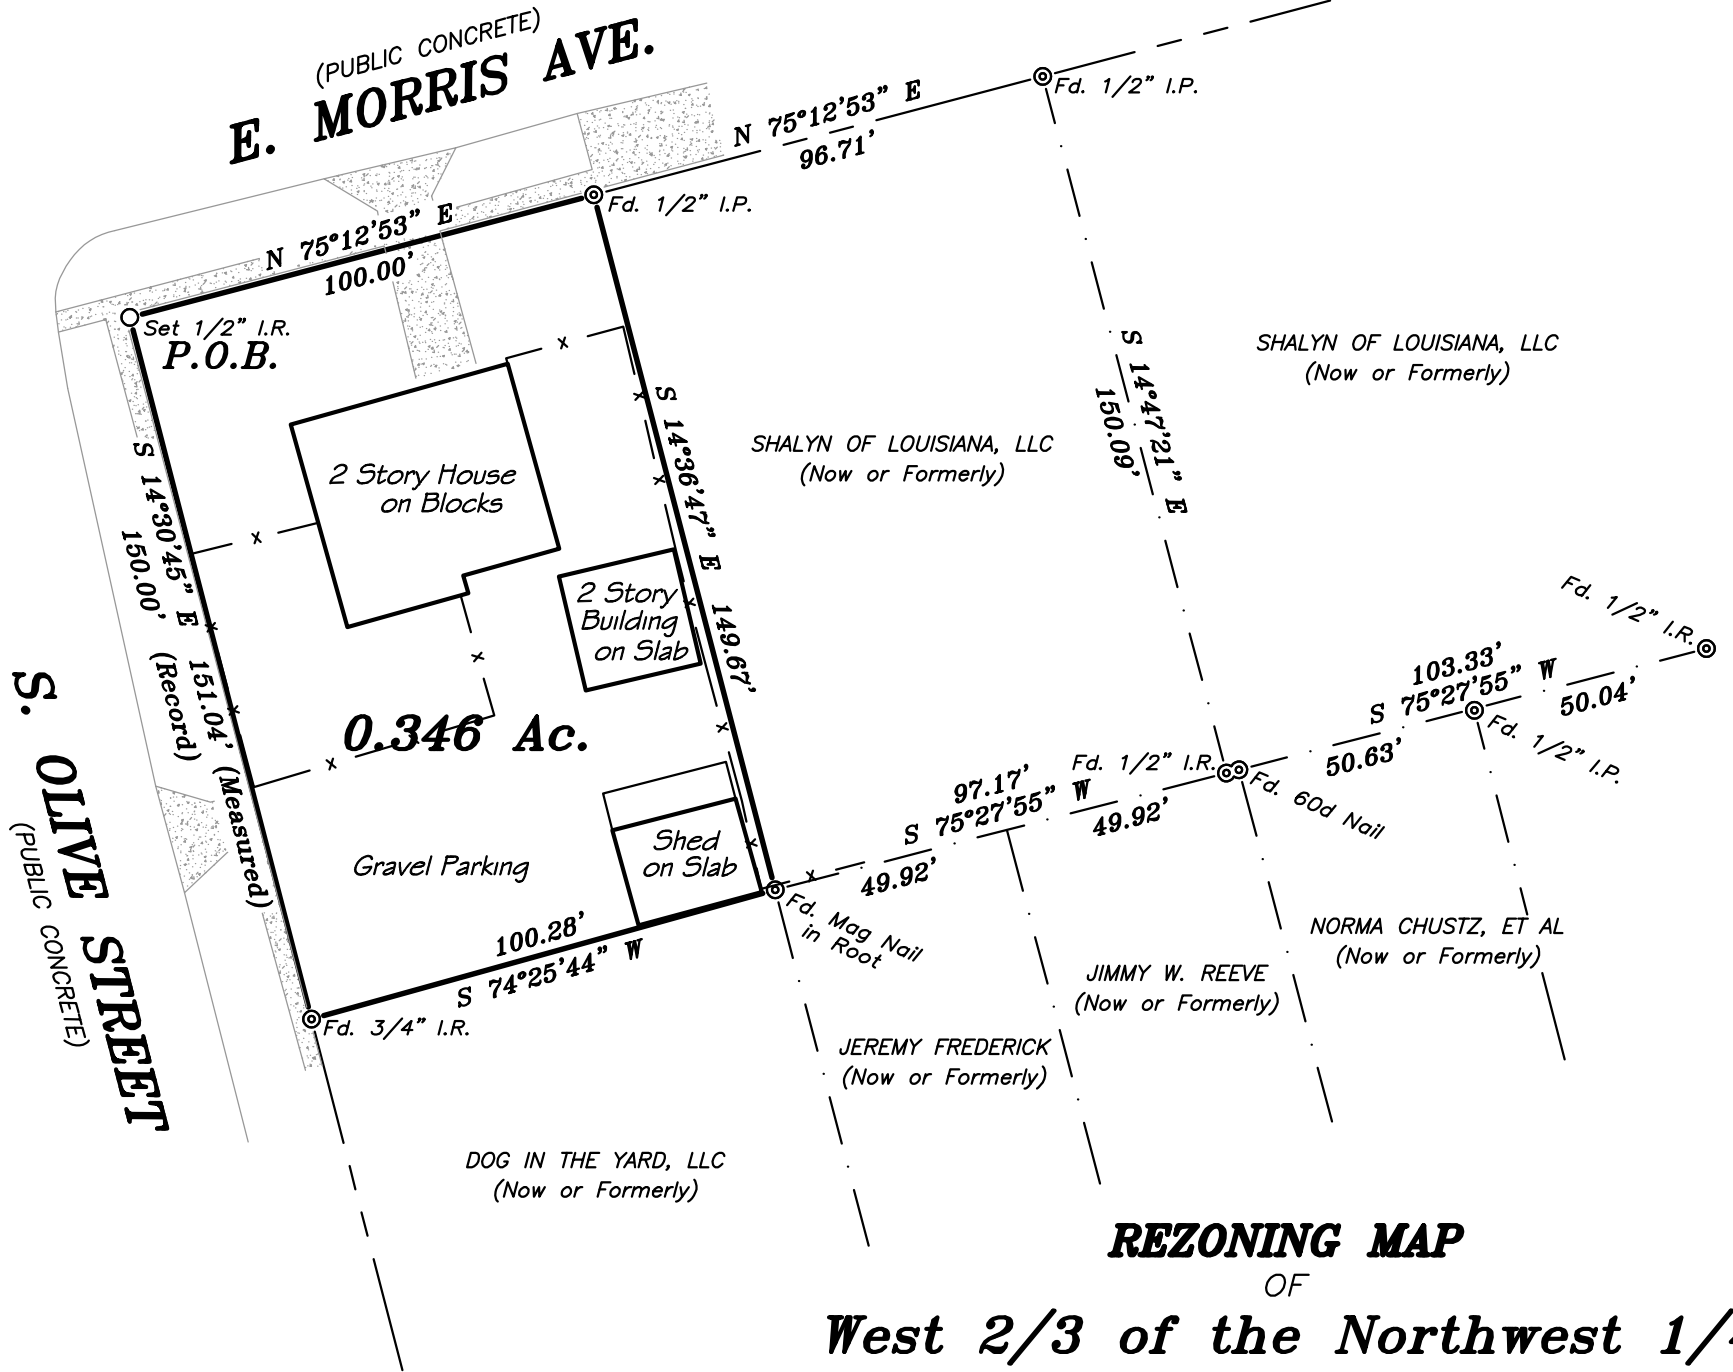 (PUBLIC CONCRETE)
E. MORRIS AVE.
N 75°12'53" E
96.71'
Fd. 1/2" I.P.
Fd. 1/2" I.P.
N 75°12'53" E
100.00'
Set 1/2" I.R.
P.O.B.
S 14°30'45" E 151.04' (Measured)
150.00' (Record)
2 Story House
on Blocks
x
x
x
x
x
x
x
x
x
x
x
x
x
S 14°36'47" E 149.67'
2 Story
Building
on Slab
SHALYN OF LOUISIANA, LLC
(Now or Formerly)
S 14°47'21" E
150.09'
SHALYN OF LOUISIANA, LLC
(Now or Formerly)
S. OLIVE STREET
(PUBLIC CONCRETE)
0.346 Ac.
Gravel Parking
Shed
on Slab
100.28'
S 74°25'44" W
Fd. 3/4" I.R.
Fd. Mag Nail
in Root
97.17'
S 75°27'55" W
49.92'
49.92'
Fd. 1/2" I.R.
Fd. 60d Nail
103.33'
S 75°27'55" W
50.63'
50.04'
Fd. 1/2" I.R.
Fd. 1/2" I.P.
NORMA CHUSTZ, ET AL
(Now or Formerly)
JIMMY W. REEVE
(Now or Formerly)
JEREMY FREDERICK
(Now or Formerly)
DOG IN THE YARD, LLC
(Now or Formerly)
REZONING MAP
OF
West 2/3 of the Northwest 1/